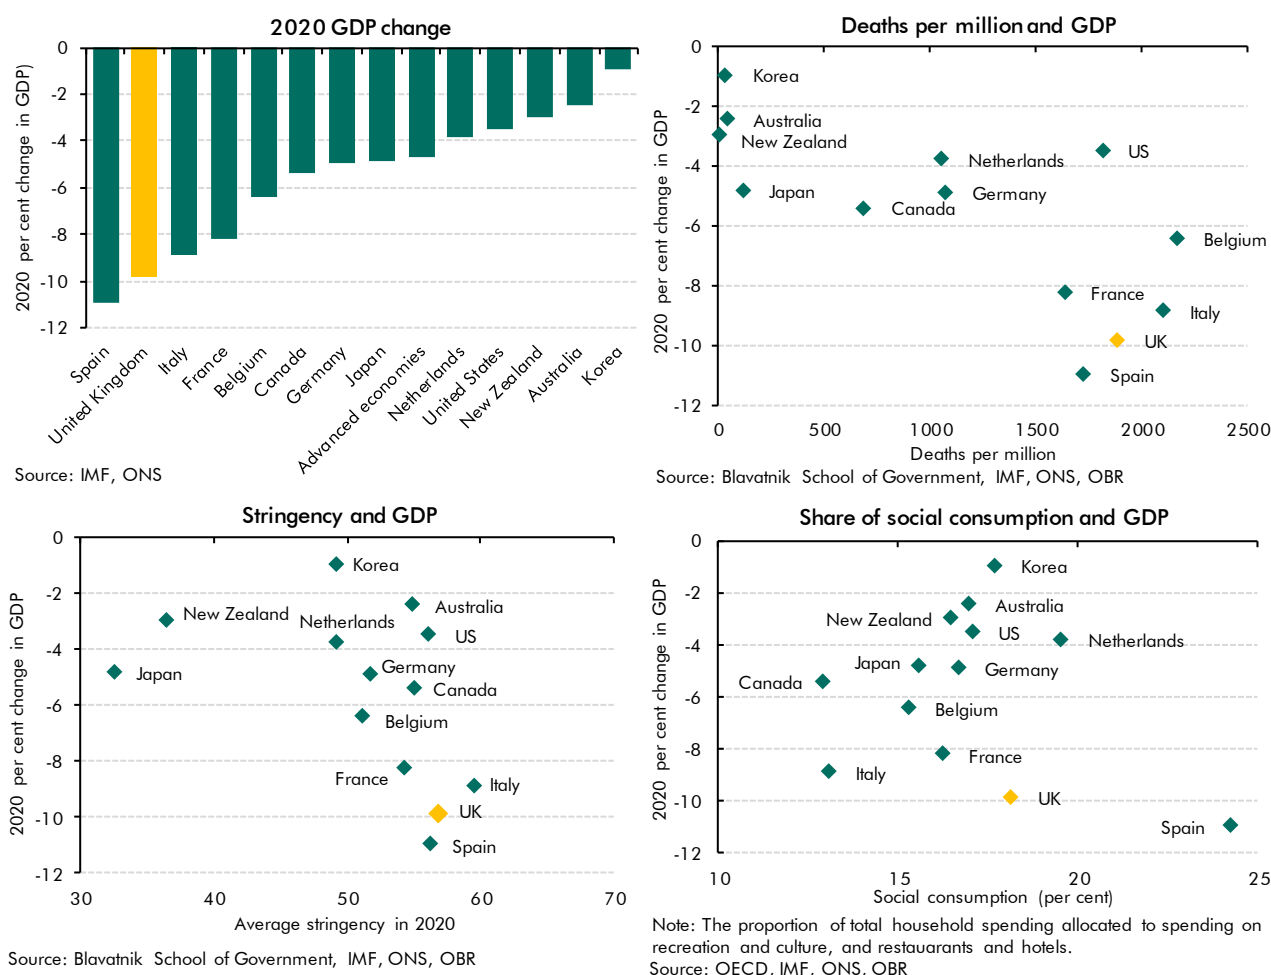 2020 GDP change
2020 per cent change in GDP)
0
-2
-4
-6
-8
-10
-12
Spain
United Kingdom
Italy
France
Belgium
Canada
Germany
Japan
Advanced economies
Netherlands
United States
New Zealand
Australia
Korea
Source: IMF, ONS
Deaths per million and GDP
2020 per cent change in GDP
0
-2
-4
-6
-8
-10
-12
Korea
Australia
New Zealand
Netherlands
US
Japan
Germany
Canada
Belgium
France
Italy
UK
Spain
0 500 1000 1500 2000 2500
Deaths per million
Source: Blavatnik School of Government, IMF, ONS, OBR
Stringency and GDP
2020 per cent change in GDP
0
-2
-4
-6
-8
-10
-12
Korea
New Zealand
Australia
Netherlands
US
Germany
Japan
Canada
Belgium
France
Italy
UK
Spain
30 40 50 60 70
Average stringency in 2020
Source: Blavatnik School of Government, IMF, ONS, OBR
Share of social consumption and GDP
2020 per cent change in GDP
0
-2
-4
-6
-8
-10
-12
Korea
Australia
New Zealand
US
Netherlands
Japan
Germany
Canada
Belgium
France
Italy
UK
Spain
10 15 20 25
Social consumption (per cent)
Note: The proportion of total household spending allocated to spending on
recreation and culture, and restauarants and hotels.
Source: OECD, IMF, ONS, OBR